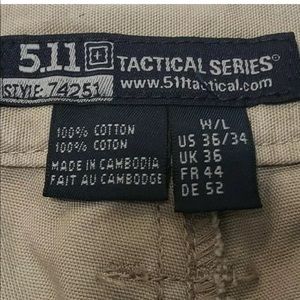 5.11 TACTICAL SERIES®
STYLE: 74251 www.511tactical.com
100% COTTON
100% COTON
MADE IN CAMBODIA
FAIT AU CAMBODGE
W/L
US 36/34
UK 36
FR 44
DE 52